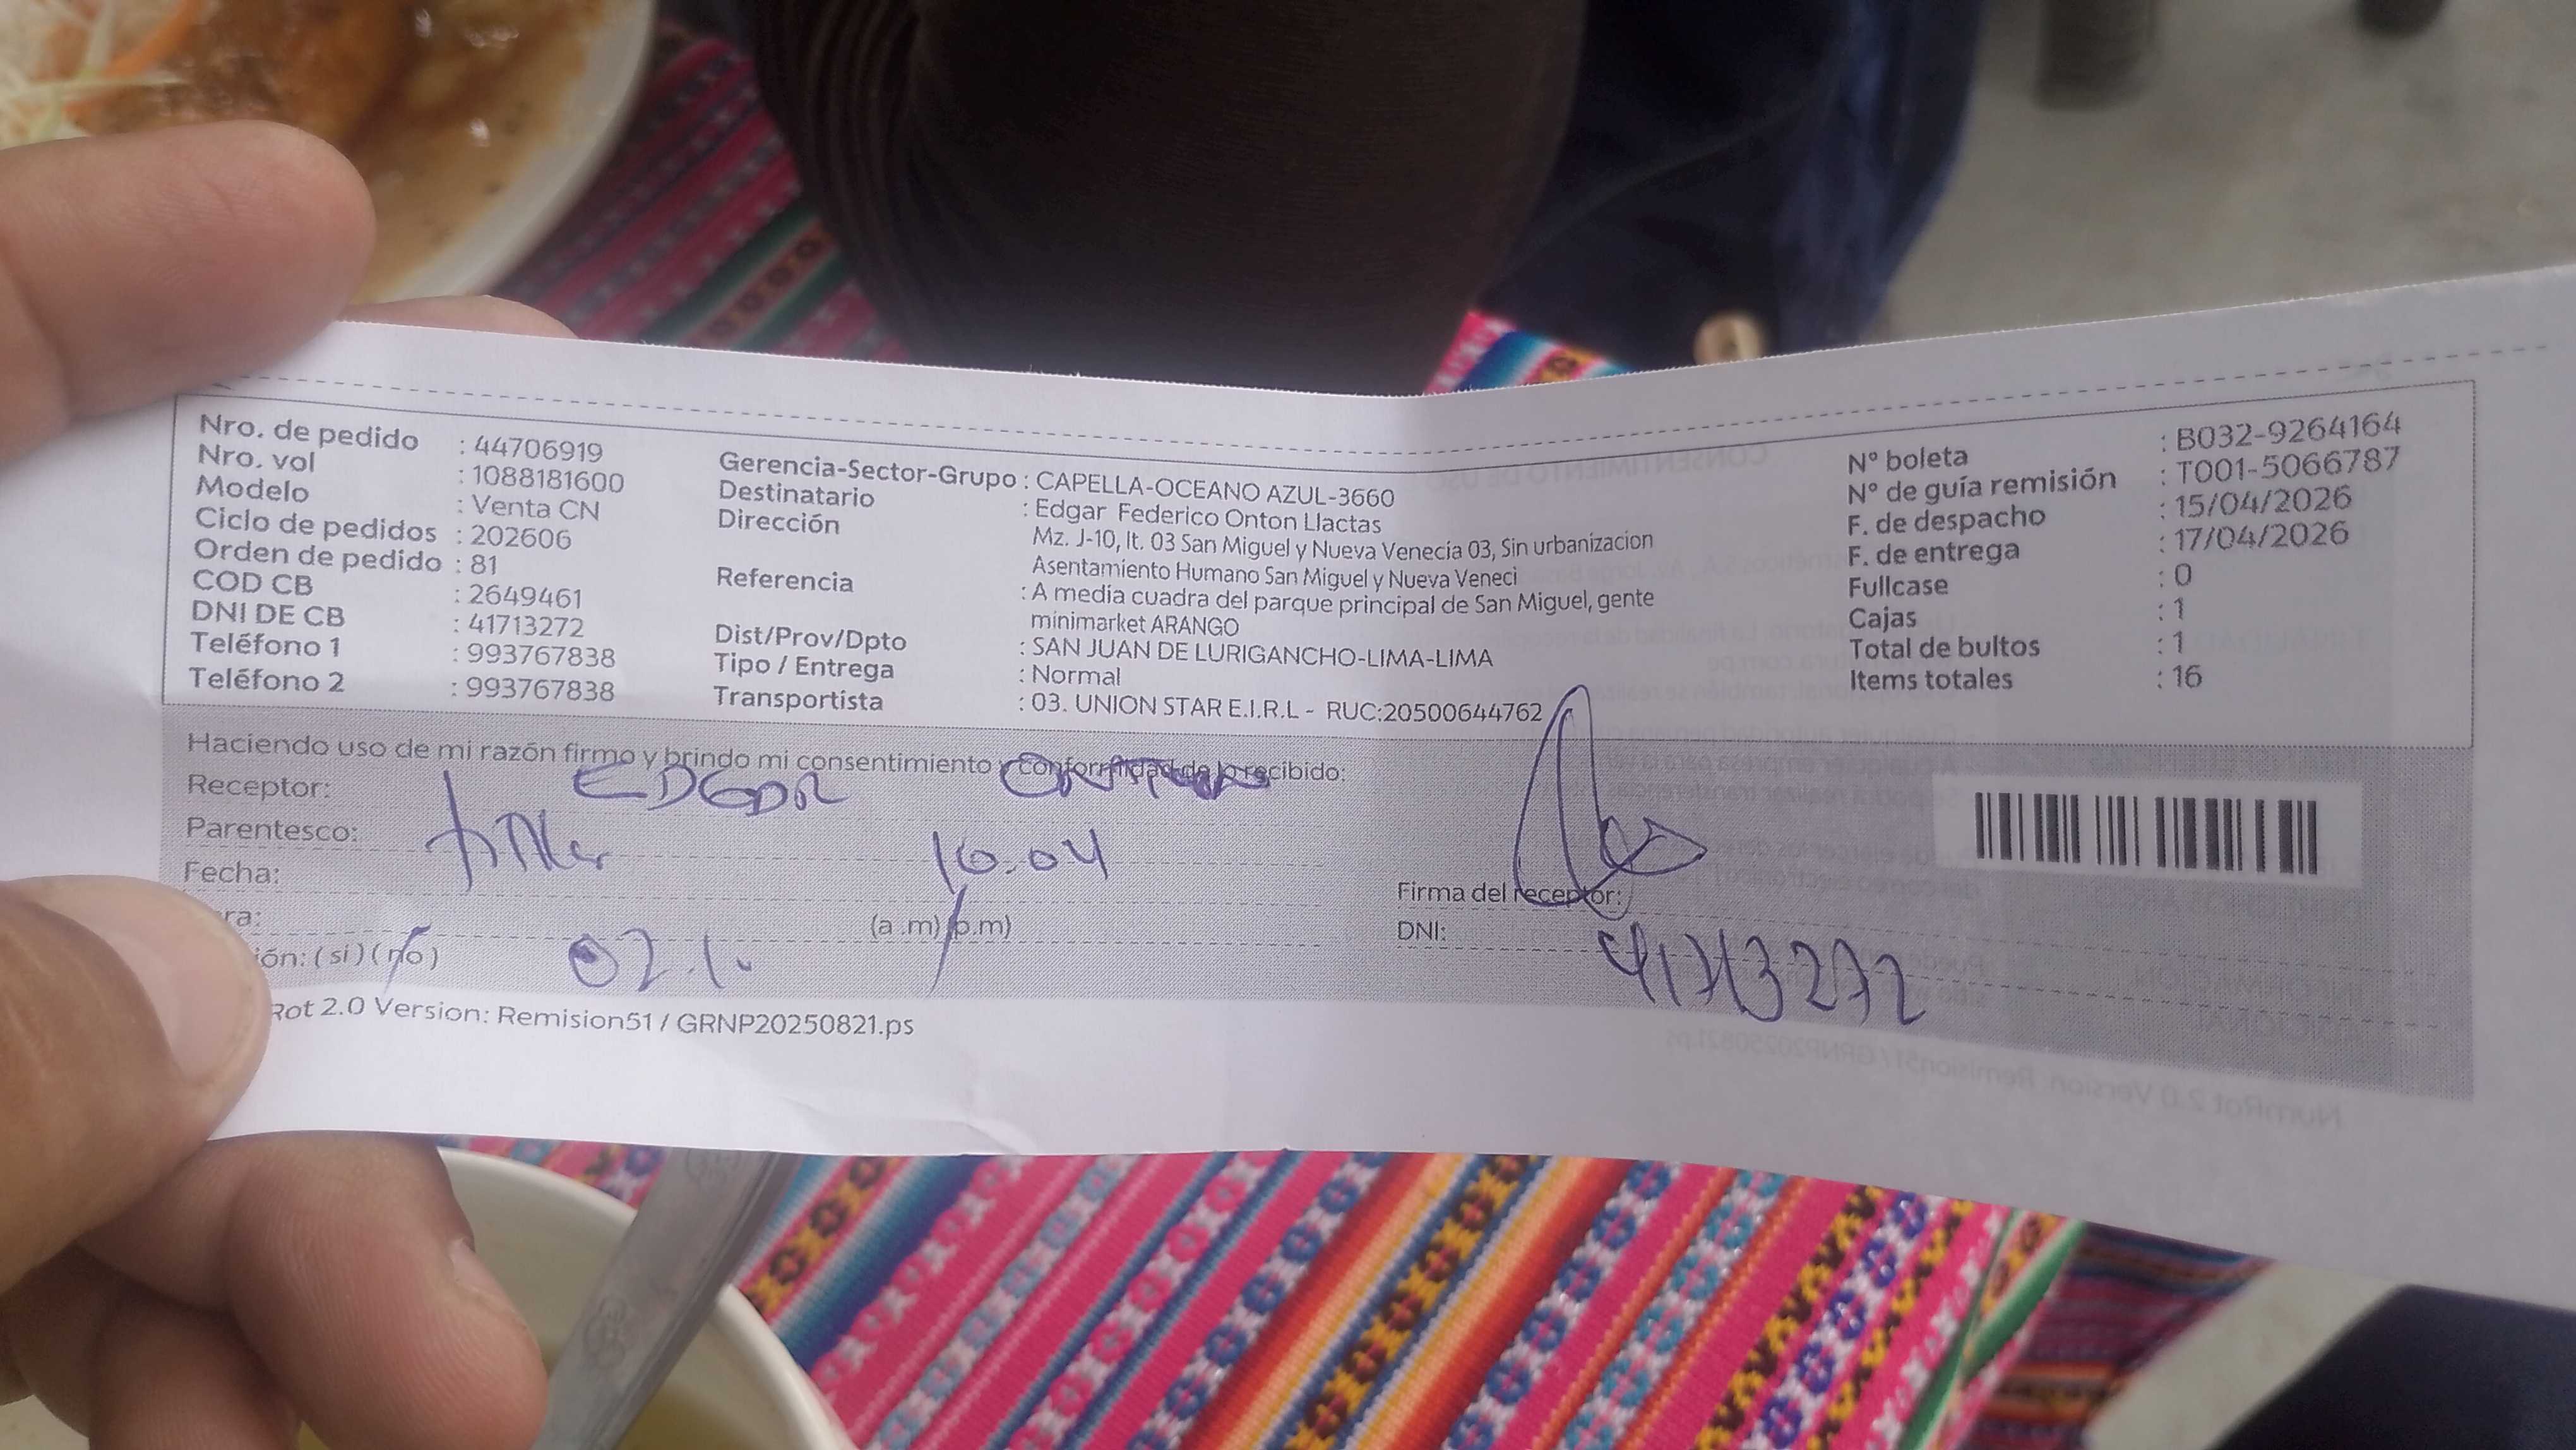 Nro. de pedido : 44706919
Nro. vol : 1088181600
Modelo : Venta CN
Ciclo de pedidos : 202606
Orden de pedido : 81
COD CB : 2649461
DNI DE CB : 41713272
Teléfono 1 : 993767838
Teléfono 2 : 993767838
Gerencia-Sector-Grupo : CAPELLA-OCEANO AZUL-3660
Destinatario : Edgar Federico Onton Llactas
Dirección Mz. J-10, lt. 03 San Miguel y Nueva Venecia 03, Sin urbanizacion
Asentamiento Humano San Miguel y Nueva Veneci
Referencia : A media cuadra del parque principal de San Miguel, gente
minimarket ARANGO
Dist/Prov/Dpto : SAN JUAN DE LURIGANCHO-LIMA-LIMA
Tipo / Entrega : Normal
Transportista : 03. UNION STAR E.I.R.L - RUC:20500644762
N° boleta : B032-9264164
N° de guía remisión : T001-5066787
F. de despacho : 15/04/2026
F. de entrega : 17/04/2026
Fullcase : 0
Cajas : 1
Total de bultos : 1
Items totales : 16
Haciendo uso de mi razón firmo y brindo mi consentimiento y conformidad de lo recibido:
Receptor: EDGDR
Parentesco:
Fecha: 16.04
ra: (a .m) (p.m)
ión: ( si ) ( no )
Firma del receptor:
DNI: 41713272
Rot 2.0 Version: Remision51 / GRNP20250821.ps